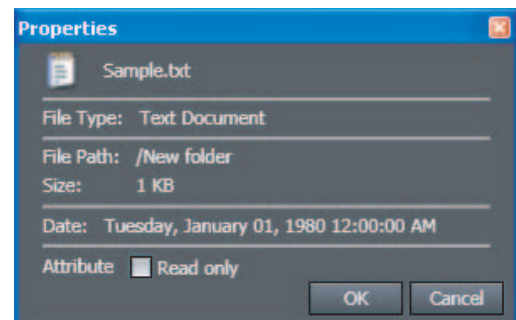 Properties
Sample.txt
File Type: Text Document
File Path: /New folder
Size: 1 KB
Date: Tuesday, January 01, 1980 12:00:00 AM
Attribute Read only
OK Cancel